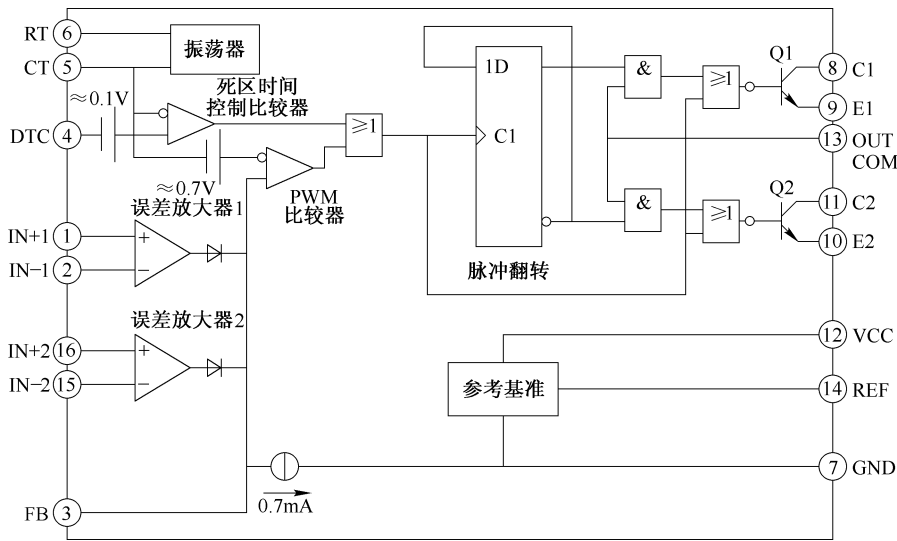 RT 6
振荡器
CT 5
死区时间
控制比较器
≈0.1V
DTC 4
≥1
≈0.7V
PWM
比较器
1D
C1
脉冲翻转
&
≥1
Q1
8 C1
9 E1
13 OUT
COM
&
≥1
Q2
11 C2
10 E2
误差放大器1
IN+1 1
+
IN−1 2
−
误差放大器2
IN+2 16
+
IN−2 15
−
12 VCC
参考基准
14 REF
7 GND
0.7mA
FB 3